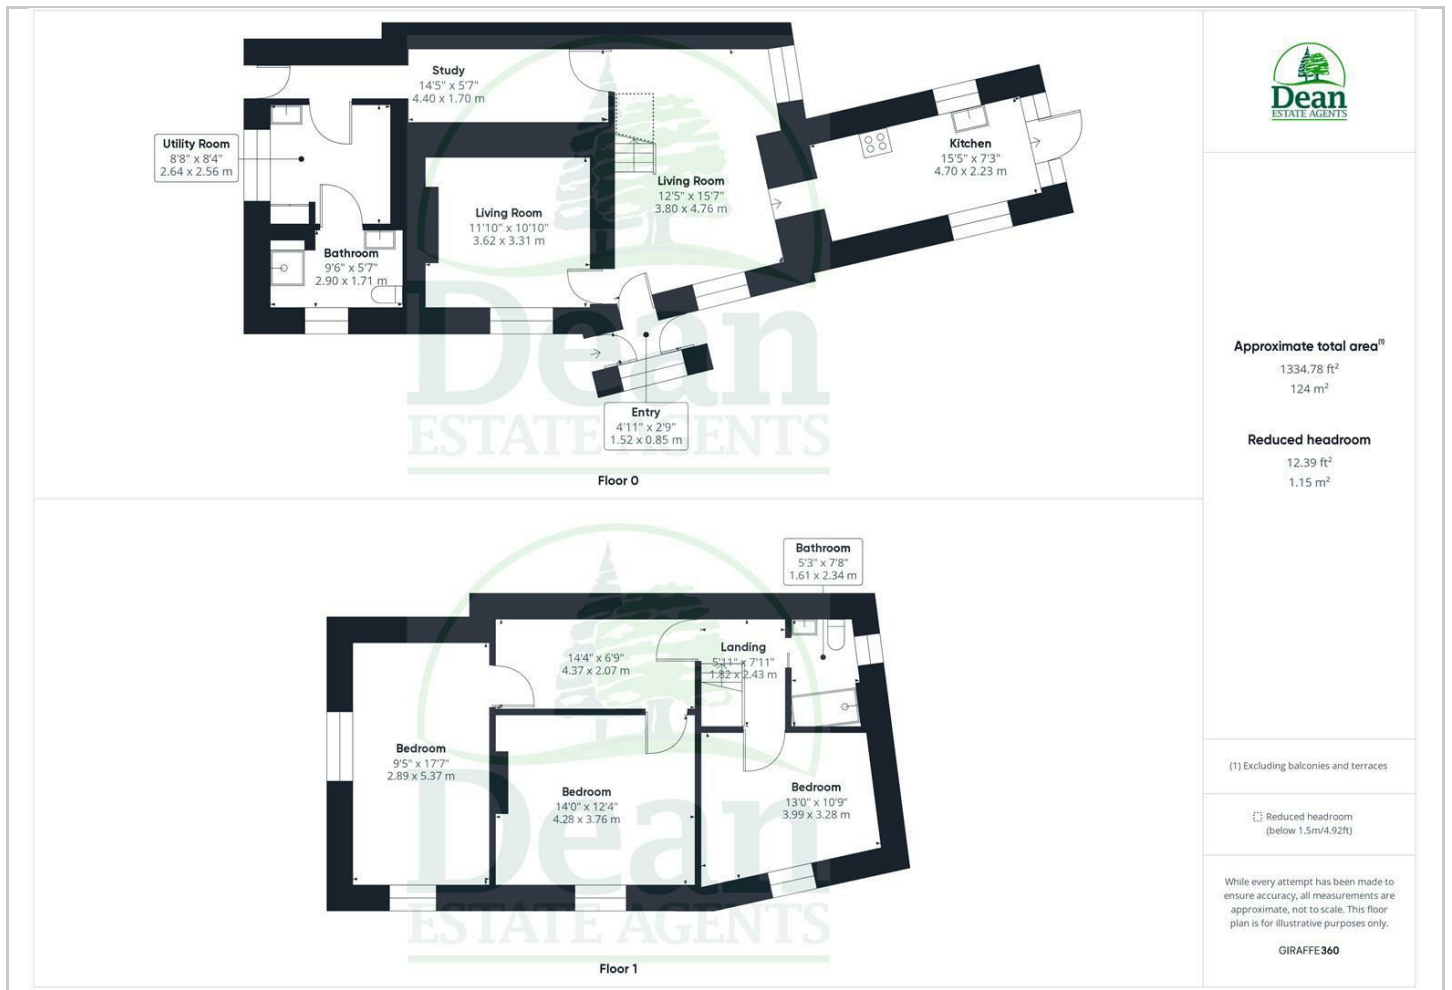 Study
14'5" x 5'7"
4.40 x 1.70 m
Utility Room
8'8" x 8'4"
2.64 x 2.56 m
Bathroom
9'6" x 5'7"
2.90 x 1.71 m
Living Room
11'10" x 10'10"
3.62 x 3.31 m
Living Room
12'5" x 15'7"
3.80 x 4.76 m
Kitchen
15'5" x 7'3"
4.70 x 2.23 m
Entry
4'11" x 2'9"
1.52 x 0.85 m
Dean
ESTATE AGENTS
Floor 0
Bathroom
5'3" x 7'8"
1.61 x 2.34 m
Landing
5'11" x 7'11"
1.82 x 2.43 m
14'4" x 6'9"
4.37 x 2.07 m
Bedroom
9'5" x 17'7"
2.89 x 5.37 m
Bedroom
14'0" x 12'4"
4.28 x 3.76 m
Bedroom
13'0" x 10'9"
3.99 x 3.28 m
Dean
ESTATE AGENTS
Floor 1
Dean
ESTATE AGENTS
Approximate total area(1)
1334.78 ft²
124 m²
Reduced headroom
12.39 ft²
1.15 m²
(1) Excluding balconies and terraces
Reduced headroom
(below 1.5m/4.92ft)
While every attempt has been made to
ensure accuracy, all measurements are
approximate, not to scale. This floor
plan is for illustrative purposes only.
GIRAFFE360